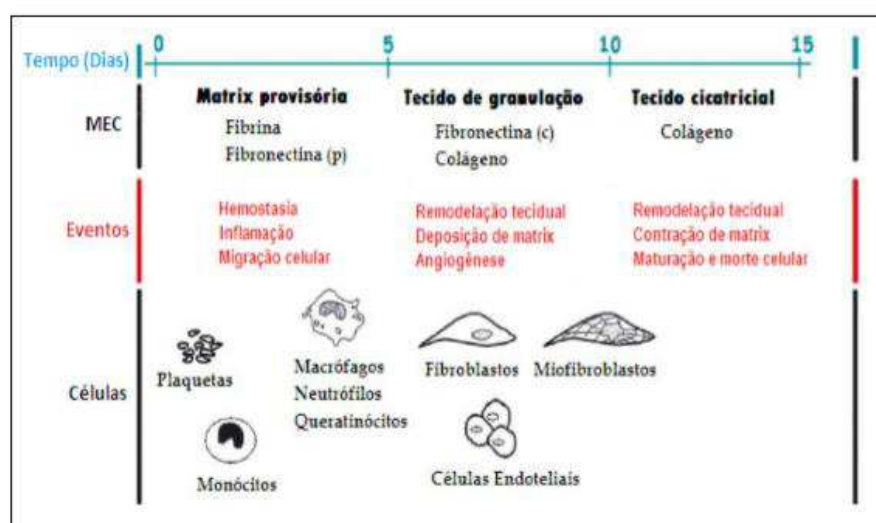 0 5 10 15
Tempo (Dias)
Matrix provisória Tecido de granulação Tecido cicatricial
MEC
Fibrina Fibronectina (c) Colágeno
Fibronectina (p) Colágeno
Hemostasia Remodelação tecidual Remodelação tecidual
Eventos
Inflamação Deposição de matrix Contração de matrix
Migração celular Angiogênese Maturação e morte celular
Plaquetas Macrófagos Fibroblastos Miofibroblastos
Células
Neutrófilos
Queratinócitos
Monócitos Células Endoteliais